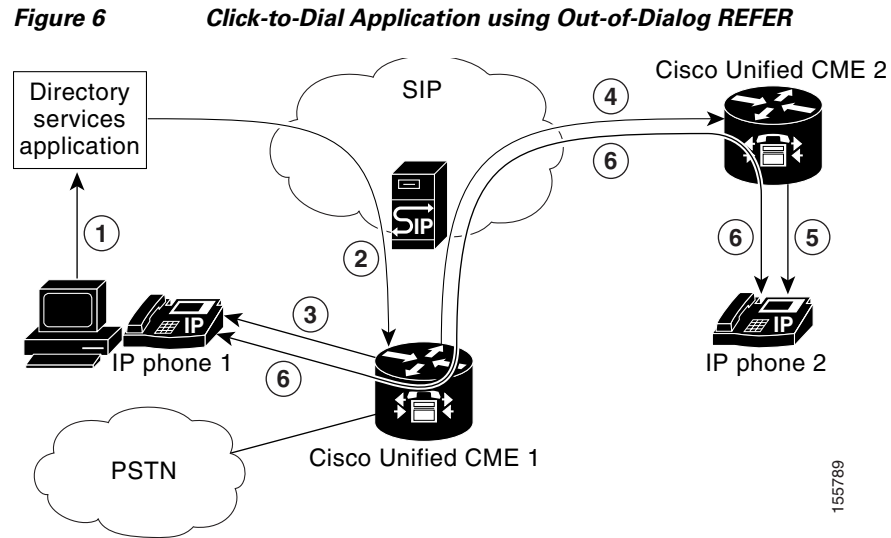 Figure 6 Click-to-Dial Application using Out-of-Dialog REFER
Directory
services
application
SIP
Cisco Unified CME 2
4
6
SIP
1
2
6
5
3
IP
IP phone 1
6
IP
IP phone 2
PSTN
Cisco Unified CME 1
155789